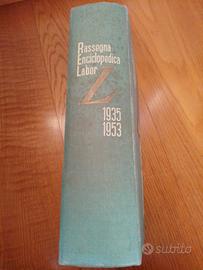 Rassegna
Enciclopedica
Labor
1935
1953
subito